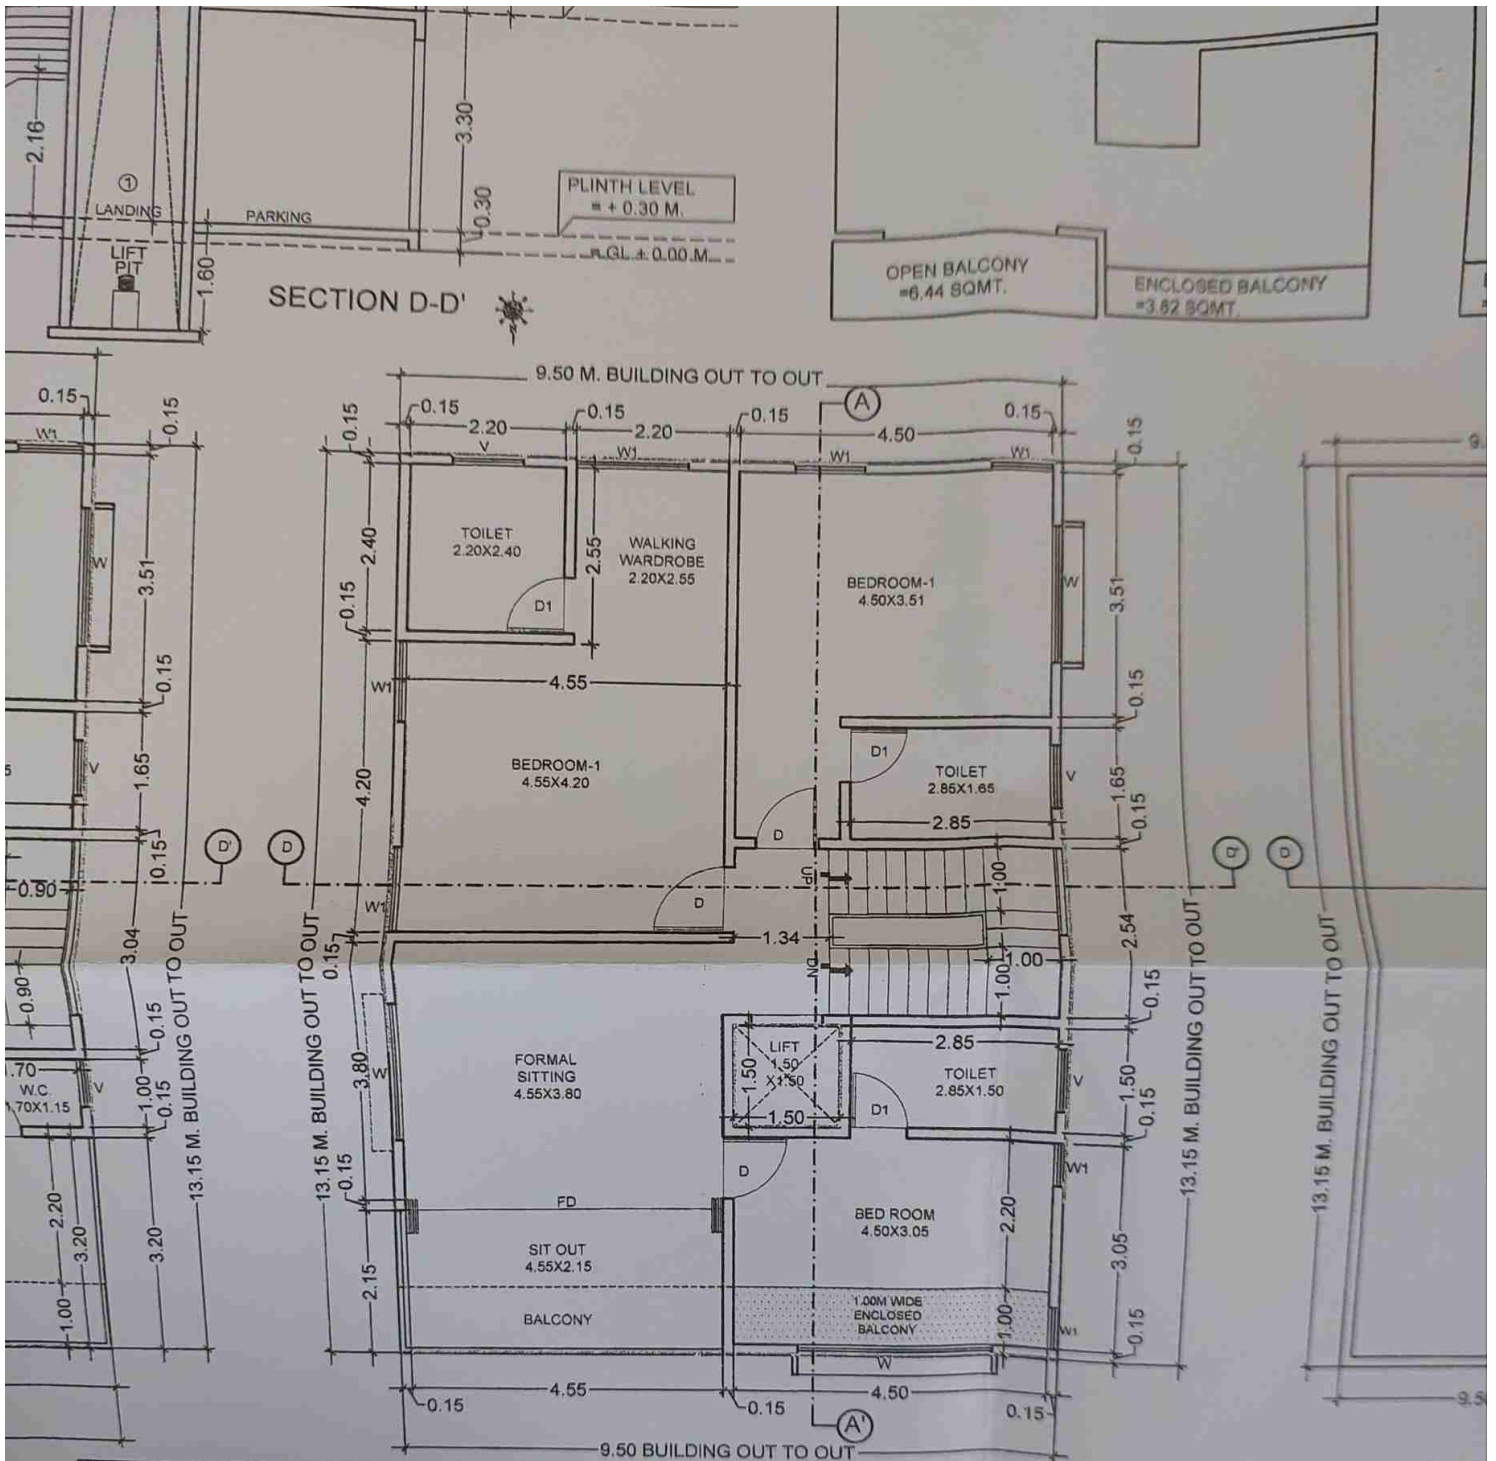 2.16
3.30
0.30
1
LANDING
PARKING
LIFT
PIT
1.60
PLINTH LEVEL
= + 0.30 M.
= GL ± 0.00 M.
SECTION D-D'
OPEN BALCONY
=6.44 SQMT.
ENCLOSED BALCONY
=3.62 SQMT.
9.50 M. BUILDING OUT TO OUT
A
0.15
0.15
0.15
0.15
0.15
0.15
0.15
0.15
2.20
2.20
4.50
W1
V
W1
W1
W1
TOILET
2.20X2.40
WALKING
WARDROBE
2.20X2.55
BEDROOM-1
4.50X3.51
W
W
2.40
2.55
3.51
3.51
D1
0.15
0.15
0.15
W1
4.55
BEDROOM-1
4.55X4.20
D1
TOILET
2.85X1.65
V
V
1.65
1.65
4.20
2.85
D
0.15
0.15
D'
D
D'
D
0.90
UP
1.00
W1
D
1.34
3.04
2.54
0.15
DN
1.00
1.00
0.90
0.15
0.15
13.15 M. BUILDING OUT TO OUT
13.15 M. BUILDING OUT TO OUT
13.15 M. BUILDING OUT TO OUT
13.15 M. BUILDING OUT TO OUT
FORMAL
SITTING
4.55X3.80
LIFT
1.50
X1.50
1.50
1.50
2.85
TOILET
2.85X1.50
V
1.50
D1
1.70
W.C.
1.70X1.15
V
1.00
0.15
W
3.80
0.15
0.15
D
W1
FD
BED ROOM
4.50X3.05
2.20
2.20
3.20
3.20
SIT OUT
4.55X2.15
2.15
3.05
BALCONY
1.00M WIDE
ENCLOSED
BALCONY
1.00
1.00
W1
0.15
W
4.55
4.50
0.15
0.15
0.15
A'
9.50 BUILDING OUT TO OUT